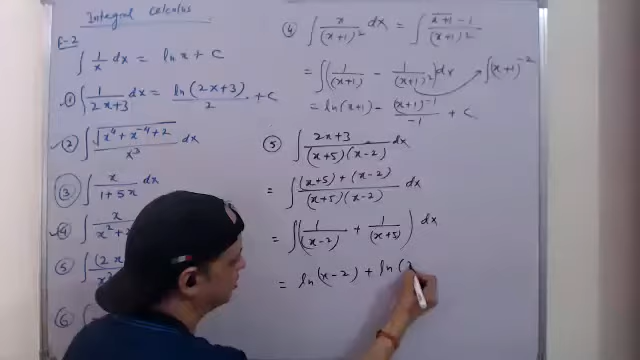 Integral calculus
E-2
∫ 1/x dx = ln x + c
① ∫ 1/(2x+3) dx = ln(2x+3)/2 + c
② ∫ √(x⁴ + x⁻⁴ + 2)/x³ dx
③ ∫ x/(1+5x) dx
④ ∫ x/(x²+2
⑤ ∫ (2x
⑥ ∫
④ ∫ x/(x+1)² dx = ∫ (x+1 -1)/(x+1)²
= ∫ (1/(x+1) - 1/(x+1)²) dx → ∫ (x+1)⁻²
= ln(x+1) - (x+1)⁻¹/-1 + c
⑤ ∫ (2x+3)/((x+5)(x-2)) dx
= ∫ ((x+5) + (x-2))/((x+5)(x-2)) dx
= ∫ (1/(x-2) + 1/(x+5)) dx
= ln(x-2) + ln(